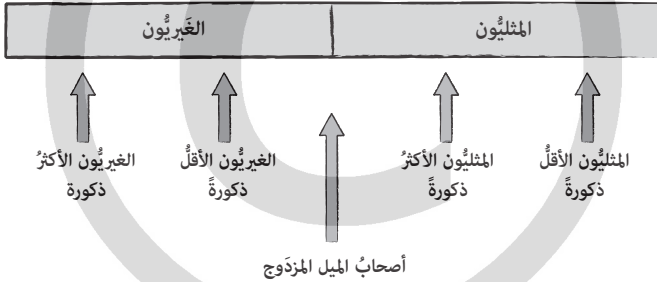 المثليُّون
الغَيريُّون
المثليُّون الأقلُّ
ذكورةً
المثليُّون الأكثرُ
ذكورةً
الغيريُّون الأقلُّ
ذكورةً
الغيريُّون الأكثرُ
ذكورة
أصحابُ الميل المزدَوج